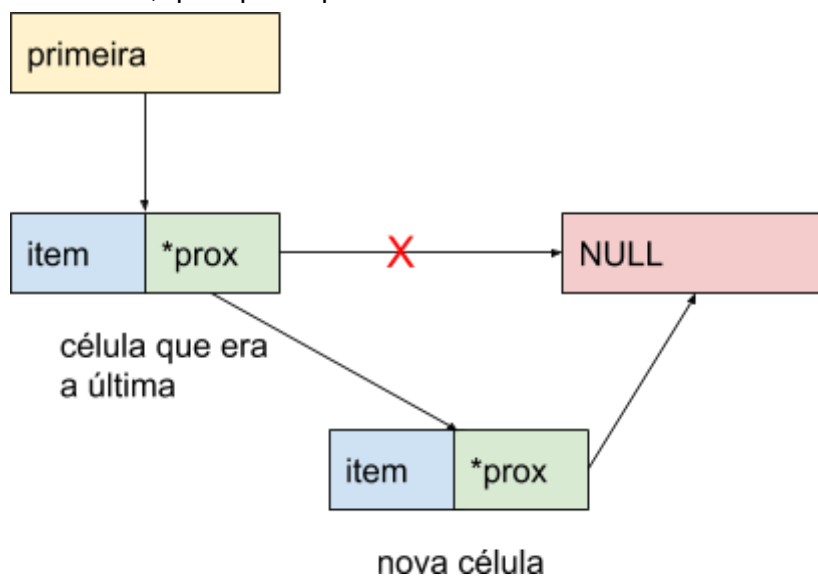 primeira
item
*prox
X
NULL
célula que era
a última
item
*prox
nova célula